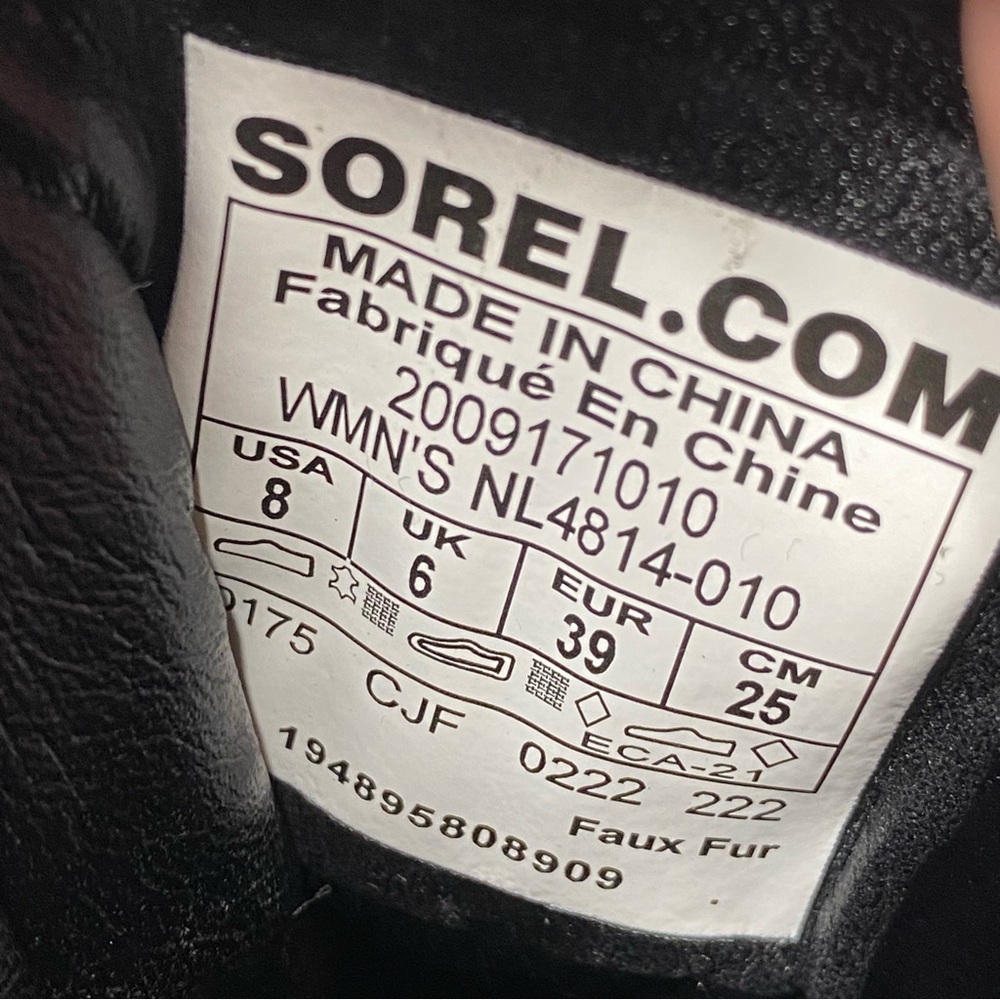 SOREL.COM
MADE IN CHINA
Fabriqué En Chine
2009171010
WMN'S NL4814-010
USA UK EUR CM
8 6 39 25
ECA-21
175 CJF 0222 222
Faux Fur
194895808909